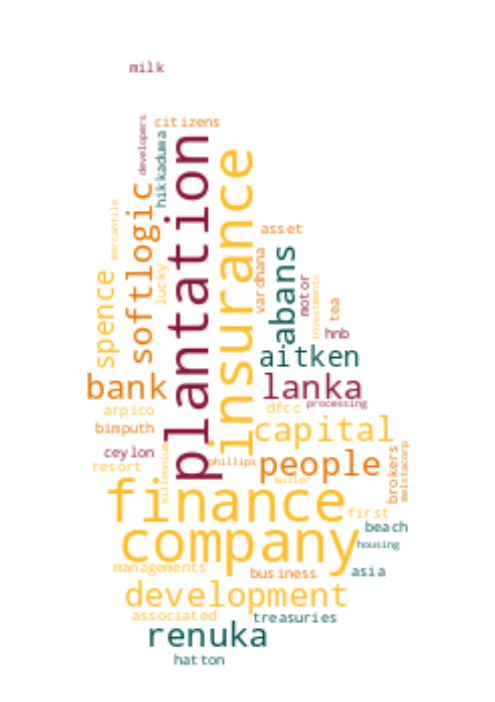 milk
citizens
developers
hikkaduwa
plantation
insurance
softlogic
mercantile
lucky
spence
asset
vardhana
abans
motor
investments
tea
hnb
aitken
bank
lanka
processing
arpico
dfcc
bimputh
capital
ceylon
resort
millennium
phillips
people
brokers
melstacorp
muller
finance
first
beach
company
housing
managements
business
asia
development
associated
treasuries
renuka
hatton